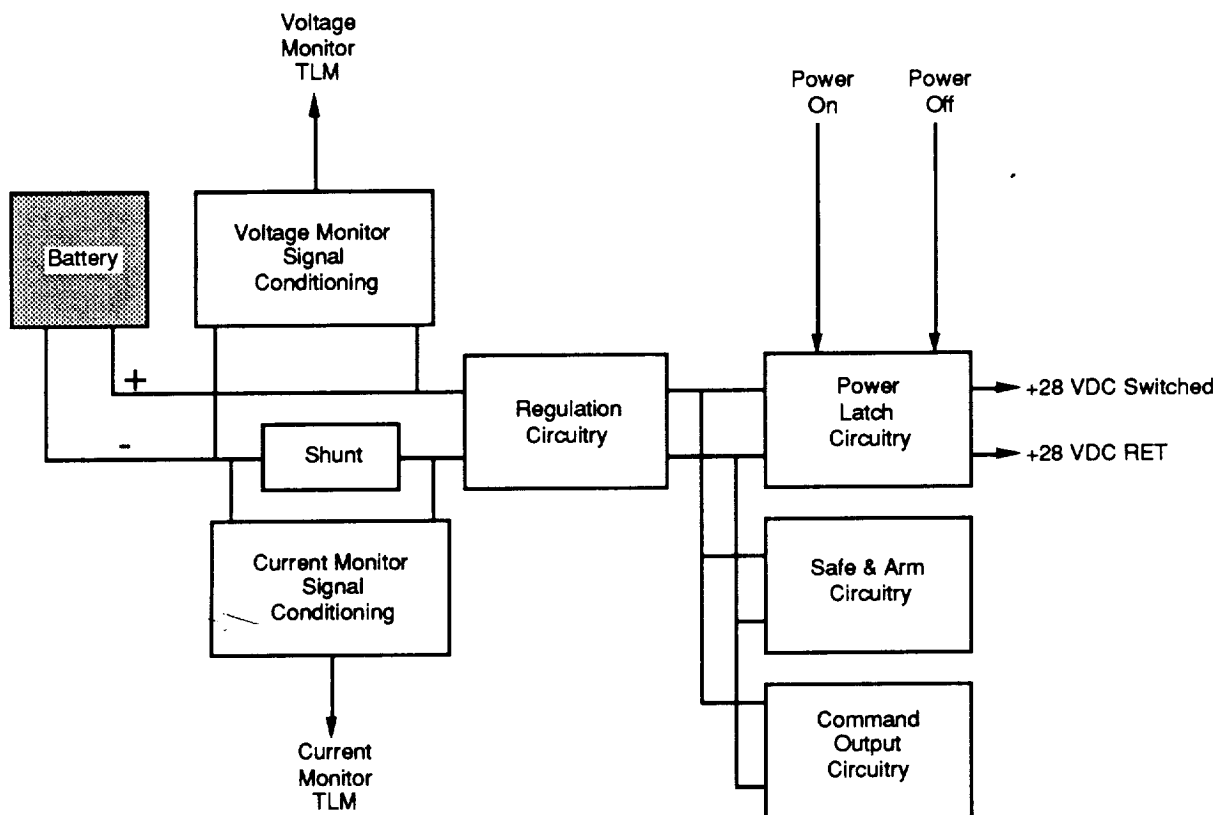 Voltage
Monitor
TLM
Power
On
Power
Off
Battery
Voltage Monitor
Signal
Conditioning
+
-
Shunt
Regulation
Circuitry
Power
Latch
Circuitry
+28 VDC Switched
+28 VDC RET
Current Monitor
Signal
Conditioning
Safe & Arm
Circuitry
Command
Output
Circuitry
Current
Monitor
TLM